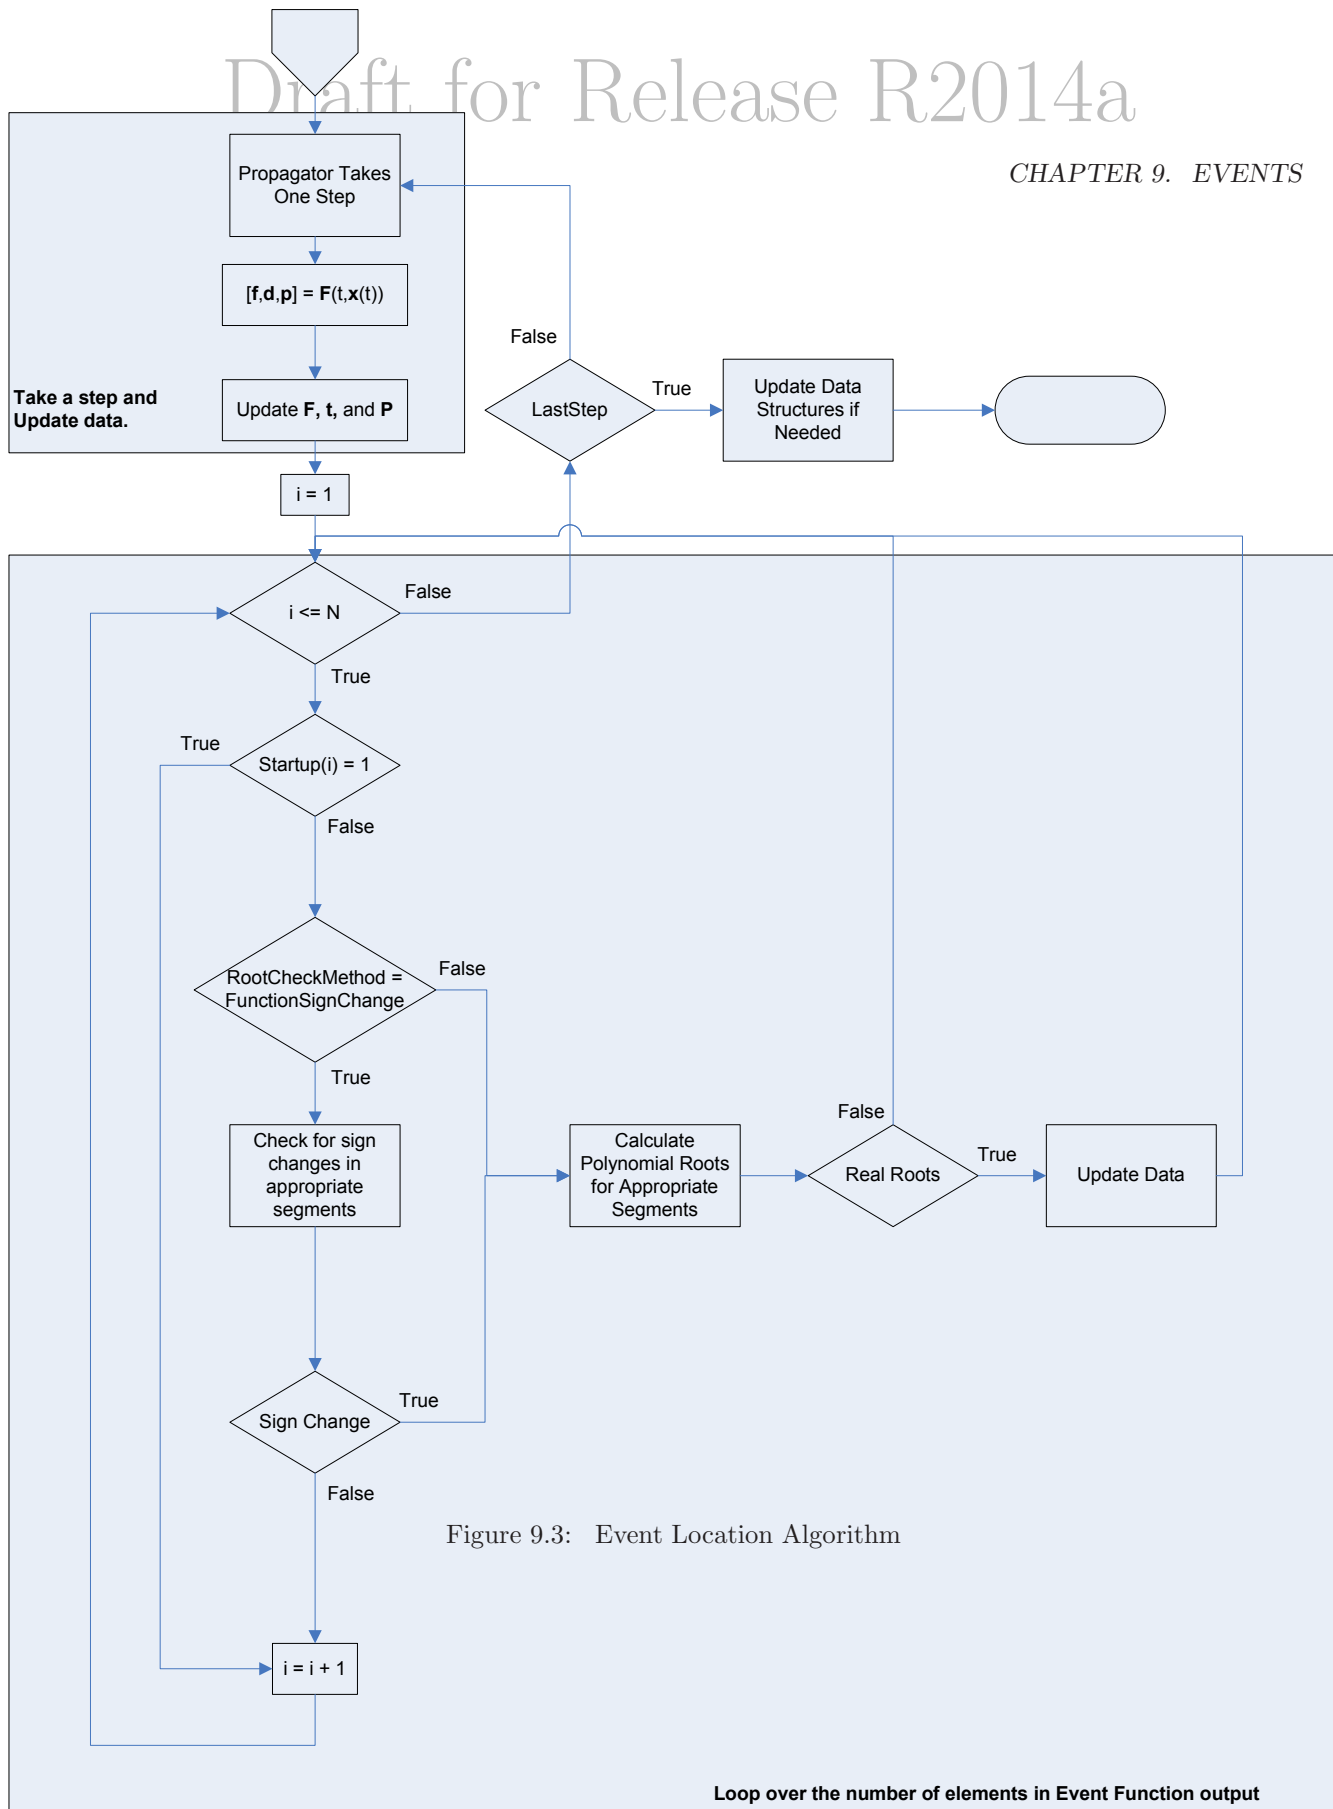 Draft for Release R2014a
CHAPTER 9. EVENTS
Propagator Takes
One Step
[f,d,p] = F(t,x(t))
Update F, t, and P
Take a step and
Update data.
False
LastStep
True
Update Data
Structures if
Needed
i = 1
i <= N
False
True
True
Startup(i) = 1
False
RootCheckMethod =
FunctionSignChange
False
True
Check for sign
changes in
appropriate
segments
Calculate
Polynomial Roots
for Appropriate
Segments
False
Real Roots
True
Update Data
Sign Change
True
False
Figure 9.3: Event Location Algorithm
i = i + 1
Loop over the number of elements in Event Function output